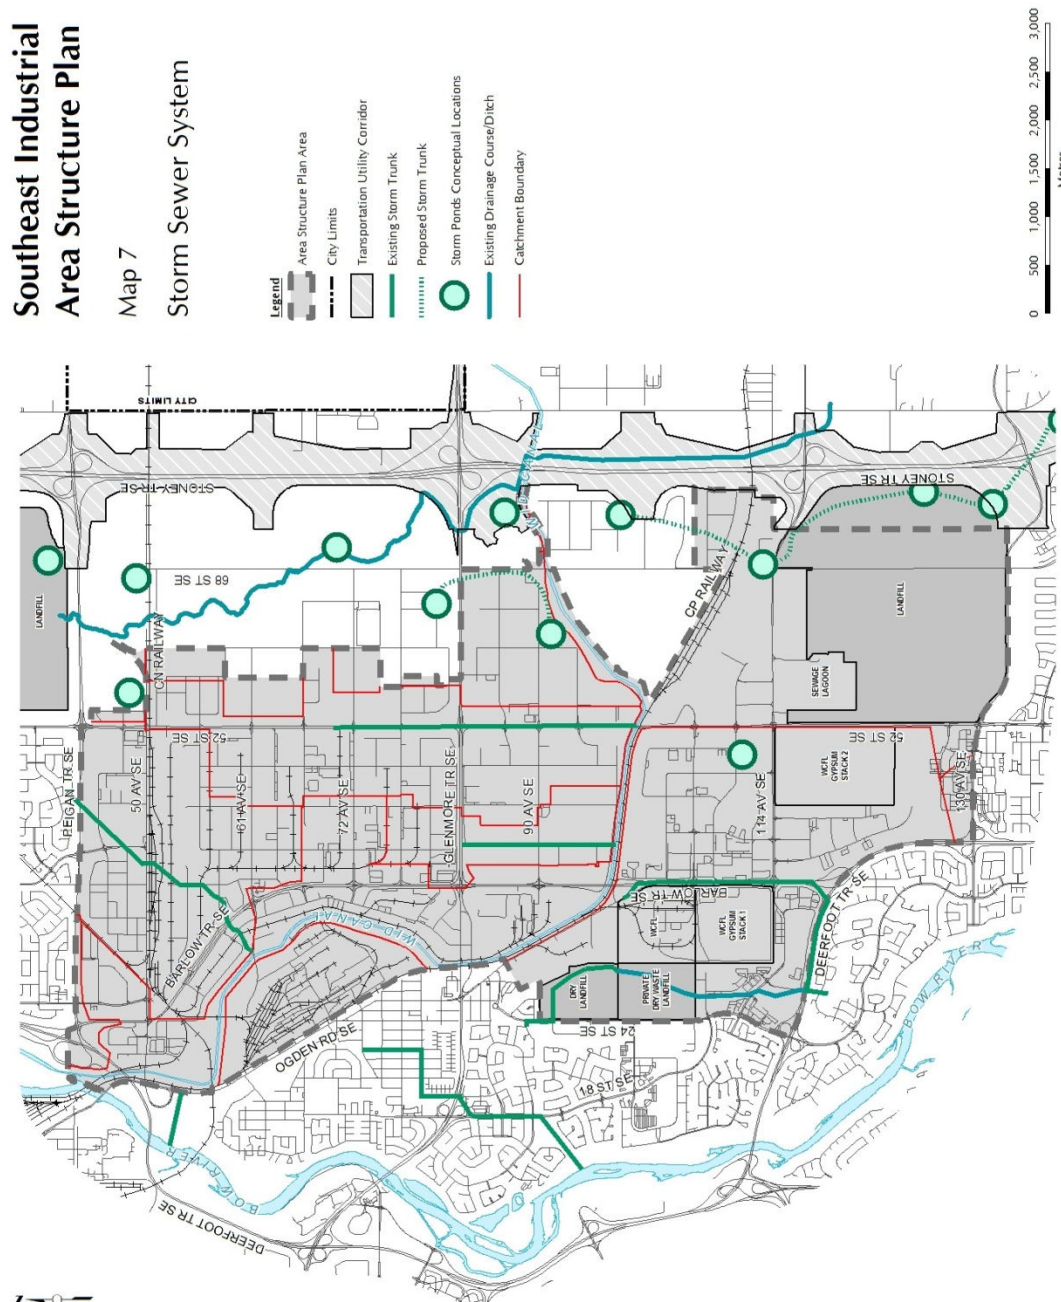 Southeast Industrial
Area Structure Plan
Map 7
Storm Sewer System
Legend
Area Structure Plan Area
City Limits
Transportation Utility Corridor
Existing Storm Trunk
Proposed Storm Trunk
Storm Ponds Conceptual Locations
Existing Drainage Course/Ditch
Catchment Boundary
0 500 1,000 1,500 2,000 2,500 3,000
CITY LIMITS
STONEY TR SE
STONEY TR SE
W I D CANAL
LANDFILL
68 ST SE
CN RAILWAY
CP RAILWAY
LANDFILL
SEWAGE
LAGOON
52 ST SE
52 ST SE
PEIGAN TR SE
50 AV SE
61 AV SE
72 AV SE
GLENMORE TR SE
90 AV SE
114 AV SE
130 AV SE
WCFL
GYPSUM
STACK 2
BARLOW TR SE
BARLOW TR SE
W I D CANAL
WCFL
WCFL
GYPSUM
STACK 1
DEERFOOT TR SE
DRY
LANDFILL
PRIVATE
DRY WASTE
LANDFILL
24 ST SE
OGDEN RD SE
18 ST SE
BOW RIVER
BOW RIVER
BOW RIVER
DEERFOOT TR SE